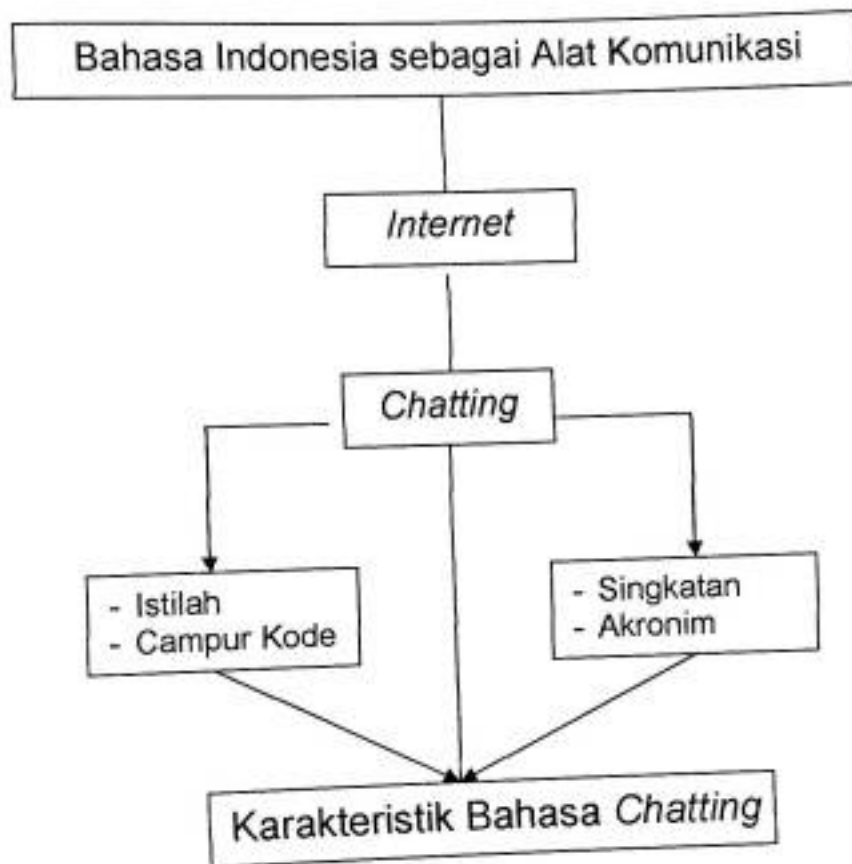 Bahasa Indonesia sebagai Alat Komunikasi
Internet
Chatting
- Istilah
- Campur Kode
- Singkatan
- Akronim
Karakteristik Bahasa Chatting